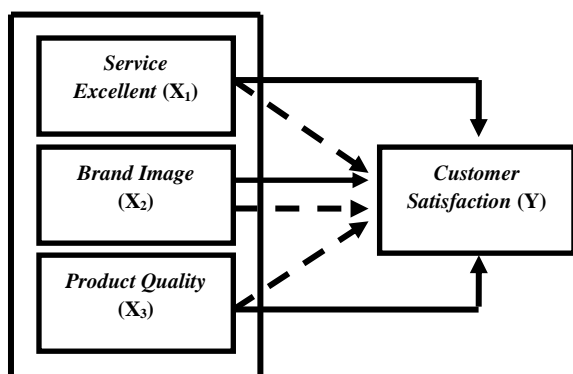 Service
Excellent (X₁)
Brand Image
(X₂)
Product Quality
(X₃)
Customer
Satisfaction (Y)